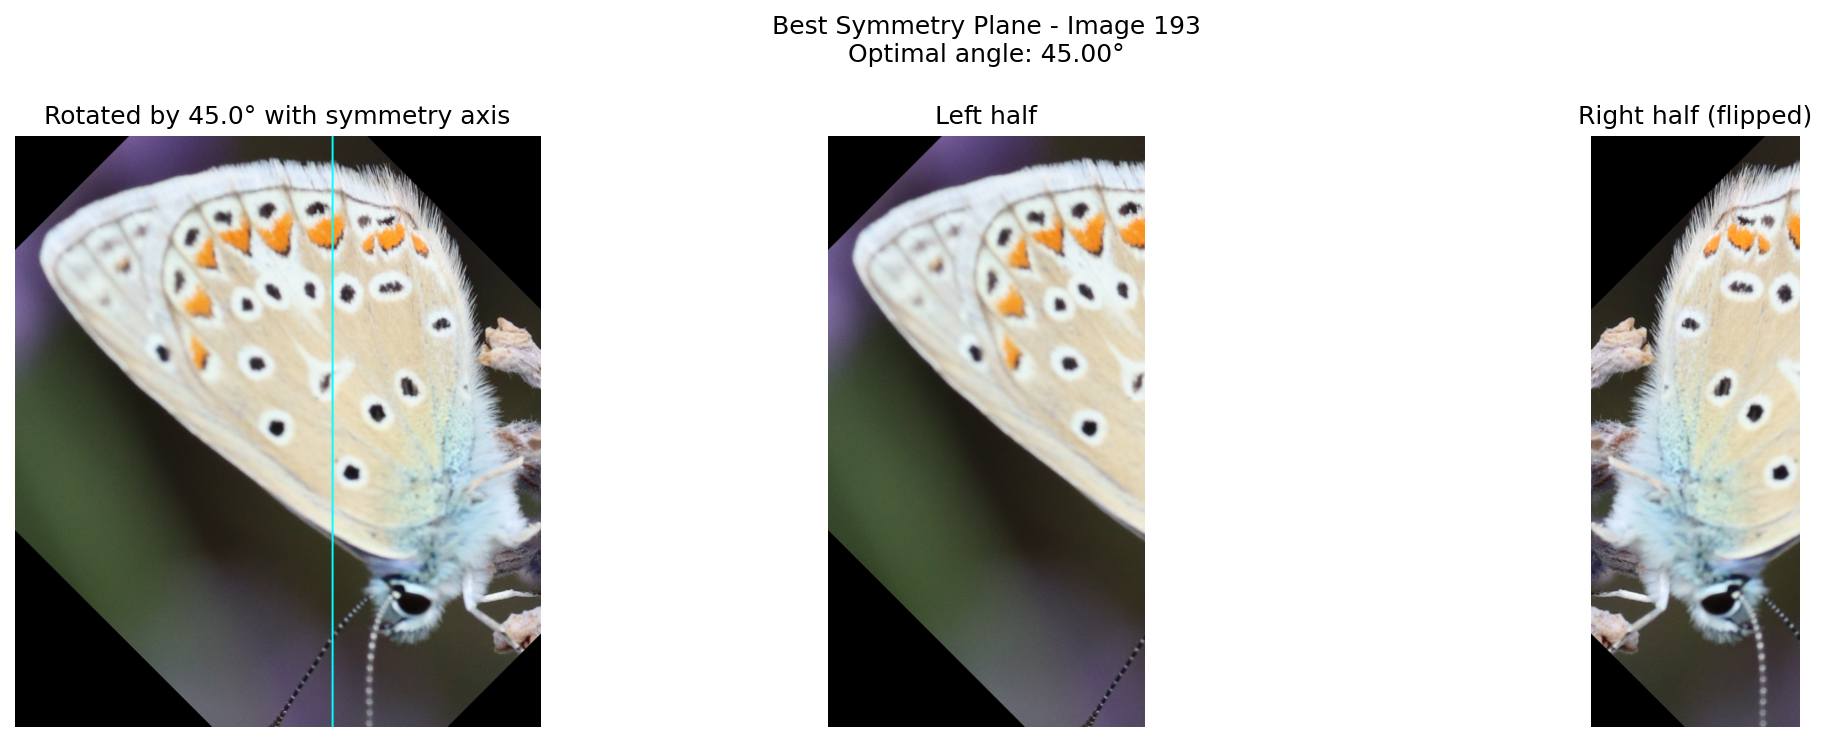 Best Symmetry Plane - Image 193
Optimal angle: 45.00°
Rotated by 45.0° with symmetry axis
Left half
Right half (flipped)